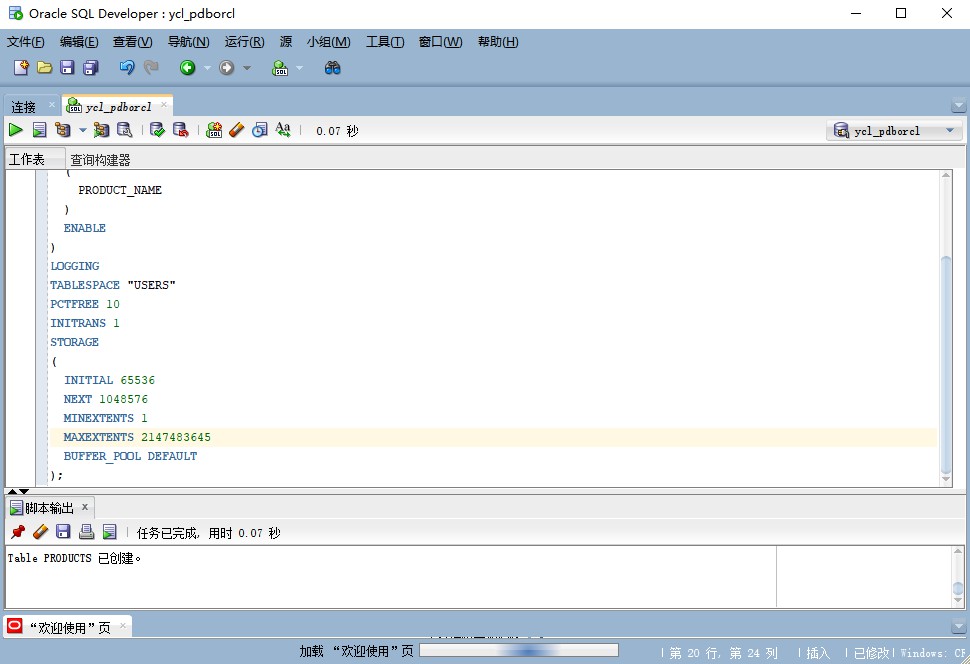 Oracle SQL Developer : ycl_pdborcl
文件(F) 编辑(E) 查看(V) 导航(N) 运行(R) 源 小组(M) 工具(T) 窗口(W) 帮助(H)
连接 ycl_pdborcl
0.07 秒 ycl_pdborcl
工作表 查询构建器
(
PRODUCT_NAME
)
ENABLE
)
LOGGING
TABLESPACE "USERS"
PCTFREE 10
INITRANS 1
STORAGE
(
INITIAL 65536
NEXT 1048576
MINEXTENTS 1
MAXEXTENTS 2147483645
BUFFER_POOL DEFAULT
);
脚本输出 x
任务已完成, 用时 0.07 秒
Table PRODUCTS 已创建。
“欢迎使用”页
加载 “欢迎使用”页 第 20 行, 第 24 列 插入 已修改 Windows: CR